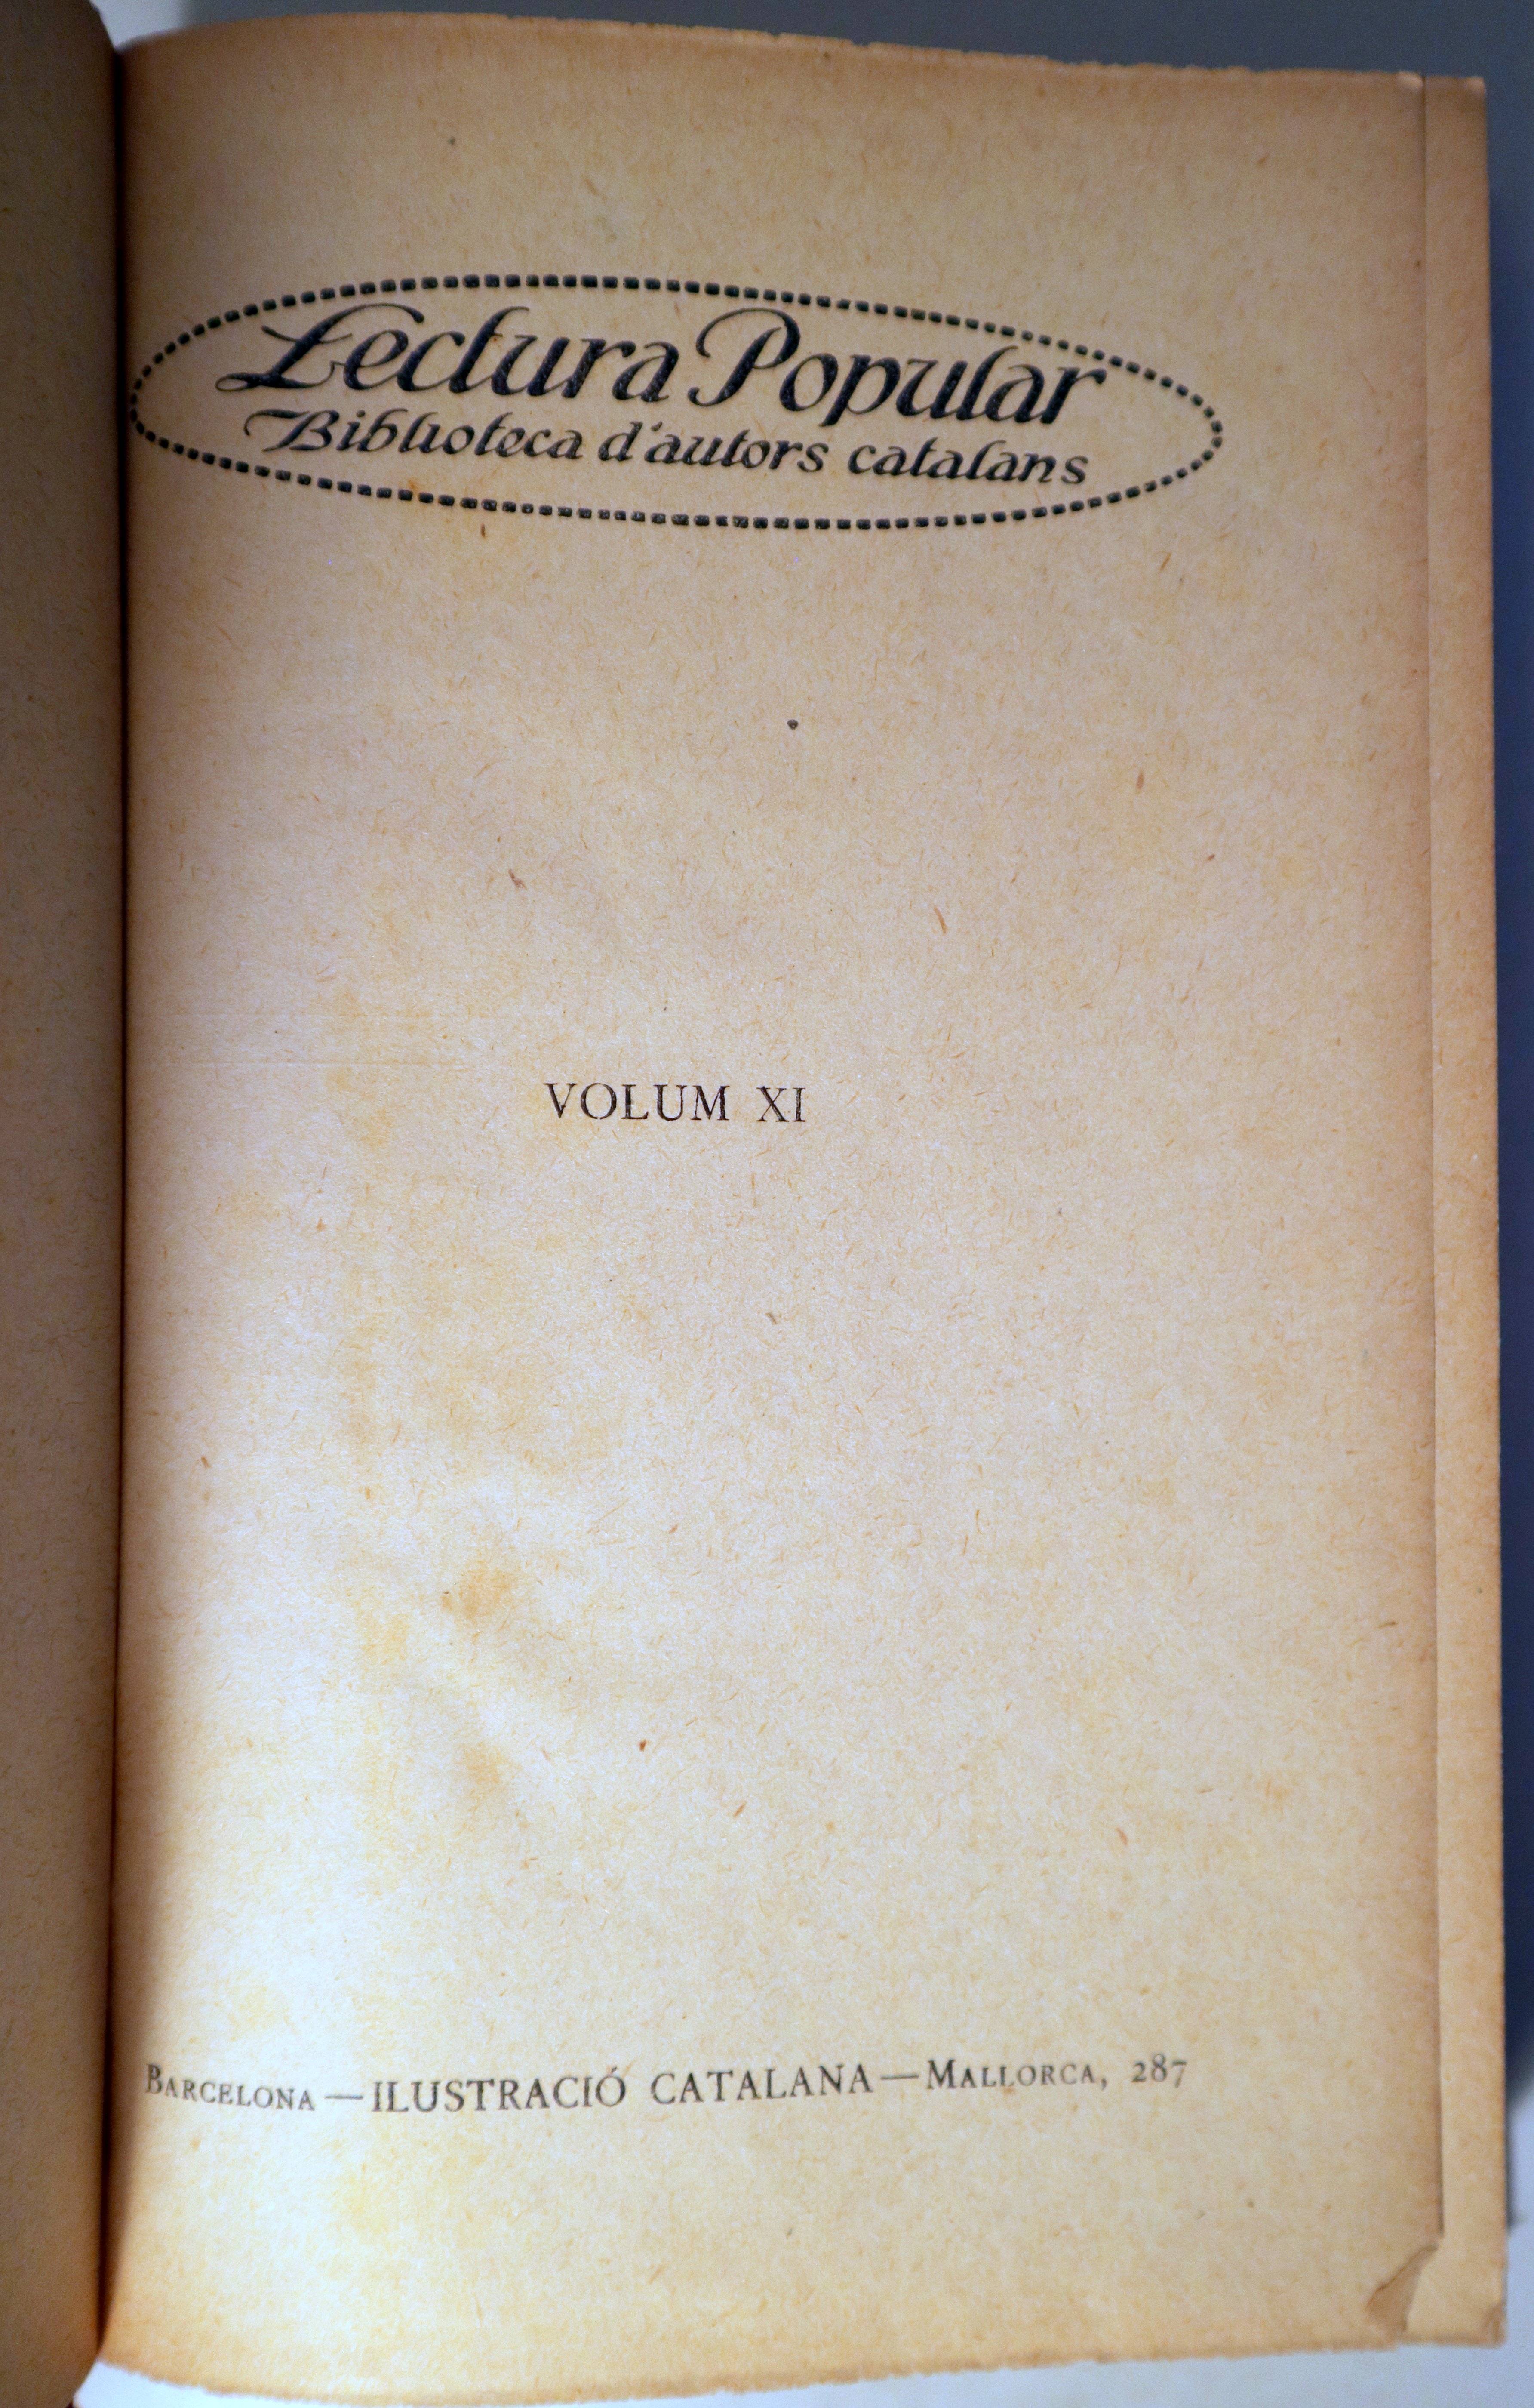 Lectura Popular
Biblioteca d'autors catalans
VOLUM XI
BARCELONA—ILUSTRACIÓ CATALANA—MALLORCA, 287